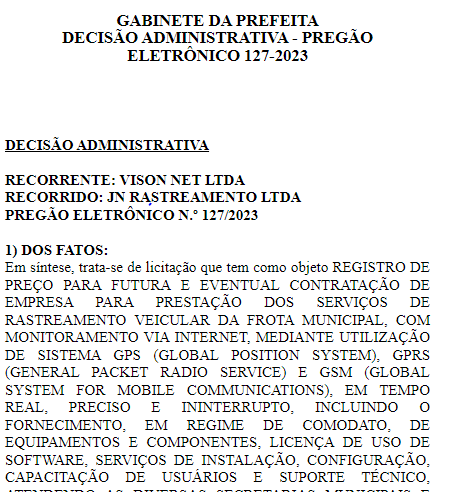 GABINETE DA PREFEITA
DECISÃO ADMINISTRATIVA - PREGÃO
ELETRÔNICO 127-2023
DECISÃO ADMINISTRATIVA
RECORRENTE: VISON NET LTDA
RECORRIDO: JN RASTREAMENTO LTDA
PREGÃO ELETRÔNICO N.º 127/2023
1) DOS FATOS:
Em síntese, trata-se de licitação que tem como objeto REGISTRO DE
PREÇO PARA FUTURA E EVENTUAL CONTRATAÇÃO DE
EMPRESA PARA PRESTAÇÃO DOS SERVIÇOS DE
RASTREAMENTO VEICULAR DA FROTA MUNICIPAL, COM
MONITORAMENTO VIA INTERNET, MEDIANTE UTILIZAÇÃO
DE SISTEMA GPS (GLOBAL POSITION SYSTEM), GPRS
(GENERAL PACKET RADIO SERVICE) E GSM (GLOBAL
SYSTEM FOR MOBILE COMMUNICATIONS), EM TEMPO
REAL, PRECISO E ININTERRUPTO, INCLUINDO O
FORNECIMENTO, EM REGIME DE COMODATO, DE
EQUIPAMENTOS E COMPONENTES, LICENÇA DE USO DE
SOFTWARE, SERVIÇOS DE INSTALAÇÃO, CONFIGURAÇÃO,
CAPACITAÇÃO DE USUÁRIOS E SUPORTE TÉCNICO,
ATENDENDO AS DIVERSAS SECRETARIAS MUNICIPAIS E